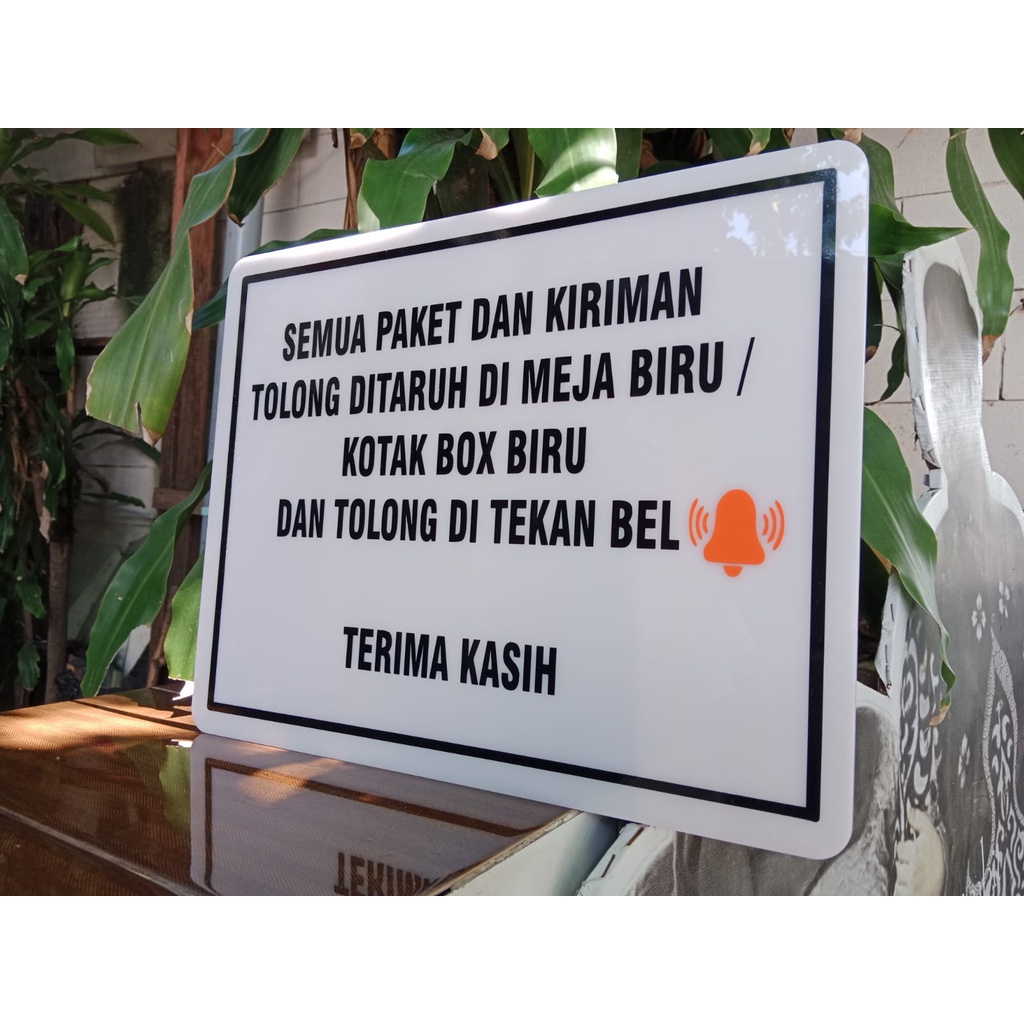 SEMUA PAKET DAN KIRIMAN
TOLONG DITARUH DI MEJA BIRU /
KOTAK BOX BIRU
DAN TOLONG DI TEKAN BEL
TERIMA KASIH